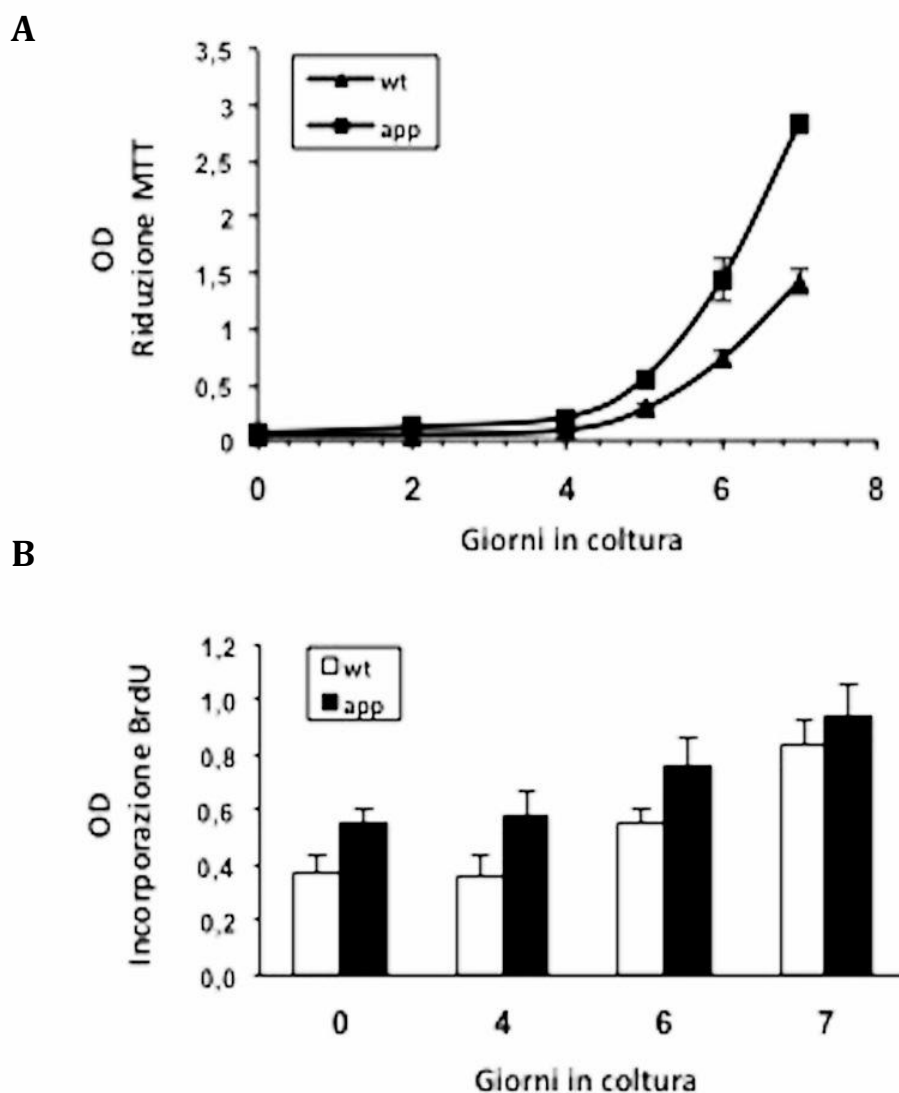 A
3,5
3
2,5
2
1,5
1
0,5
0
wt
app
OD
Riduzione MTT
0 2 4 6 8
Giorni in coltura
B
1,2
1,0
0,8
0,6
0,4
0,2
0,0
wt
app
OD
Incorporazione BrdU
0 4 6 7
Giorni in coltura